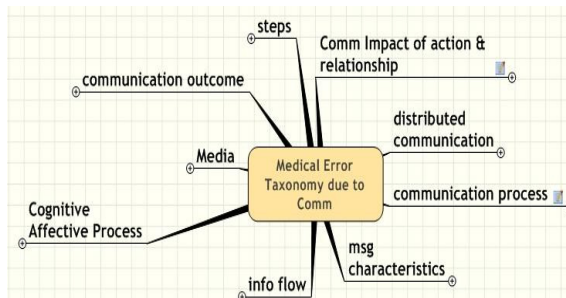 steps
Comm Impact of action &
relationship
communication outcome
distributed
communication
Media
Medical Error
Taxonomy due to
Comm
communication process
Cognitive
Affective Process
msg
characteristics
info flow